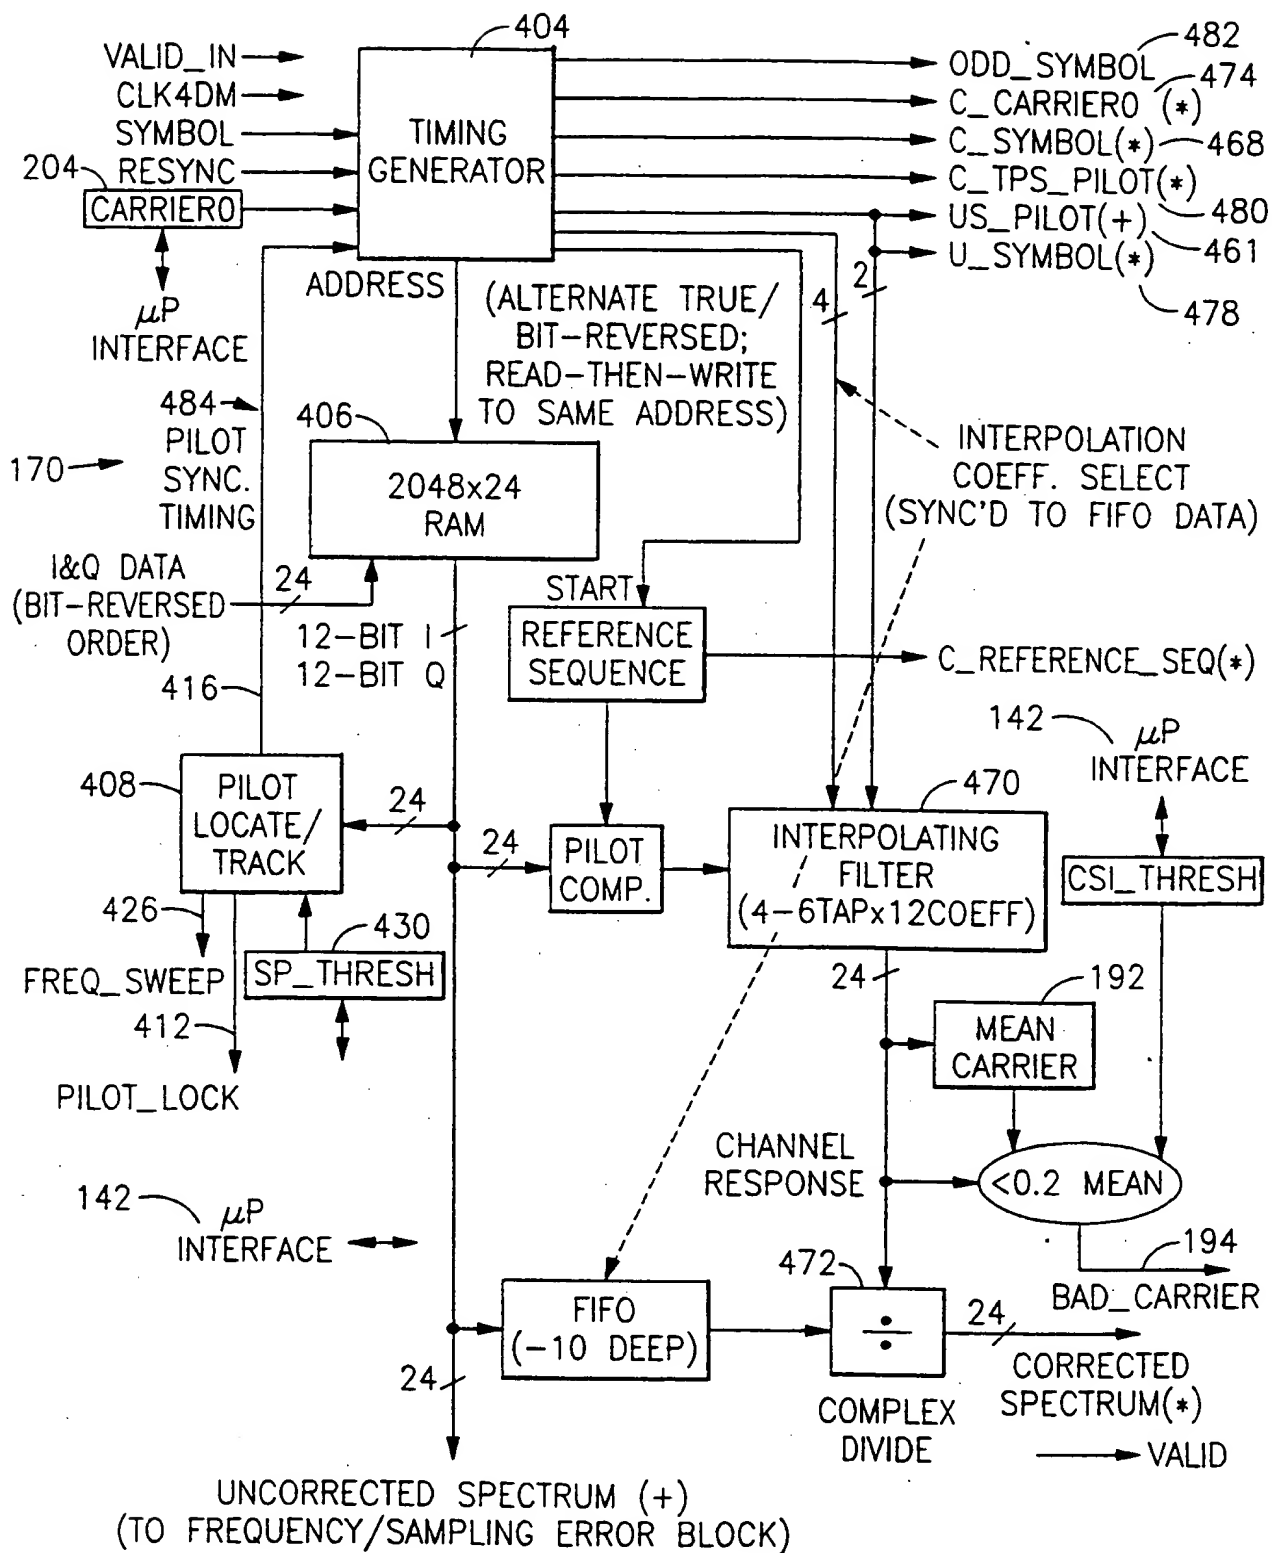 404
VALID_IN
CLK4DM
SYMBOL
RESYNC
204
CARRIER0
μP
INTERFACE
TIMING
GENERATOR
482
ODD_SYMBOL
474
C_CARRIER0 (*)
C_SYMBOL(*)
468
C_TPS_PILOT(*)
480
US_PILOT(+)
461
U_SYMBOL(*)
478
ADDRESS
(ALTERNATE TRUE/
BIT-REVERSED;
READ-THEN-WRITE
TO SAME ADDRESS)
4
2
484
PILOT
SYNC.
TIMING
170
406
2048x24
RAM
INTERPOLATION
COEFF. SELECT
(SYNC'D TO FIFO DATA)
I&Q DATA
(BIT-REVERSED
ORDER)
24
12-BIT I
12-BIT Q
START
REFERENCE
SEQUENCE
C_REFERENCE_SEQ(*)
416
142
μP
INTERFACE
408
PILOT
LOCATE/
TRACK
24
24
PILOT
COMP.
470
INTERPOLATING
FILTER
(4-6TAPx12COEFF)
CSI_THRESH
426
FREQ_SWEEP
430
SP_THRESH
412
PILOT_LOCK
24
192
MEAN
CARRIER
CHANNEL
RESPONSE
<0.2 MEAN
142
μP
INTERFACE
194
BAD_CARRIER
FIFO
(-10 DEEP)
472
÷
24
24
CORRECTED
SPECTRUM(*)
COMPLEX
DIVIDE
VALID
UNCORRECTED SPECTRUM (+)
(TO FREQUENCY/SAMPLING ERROR BLOCK)